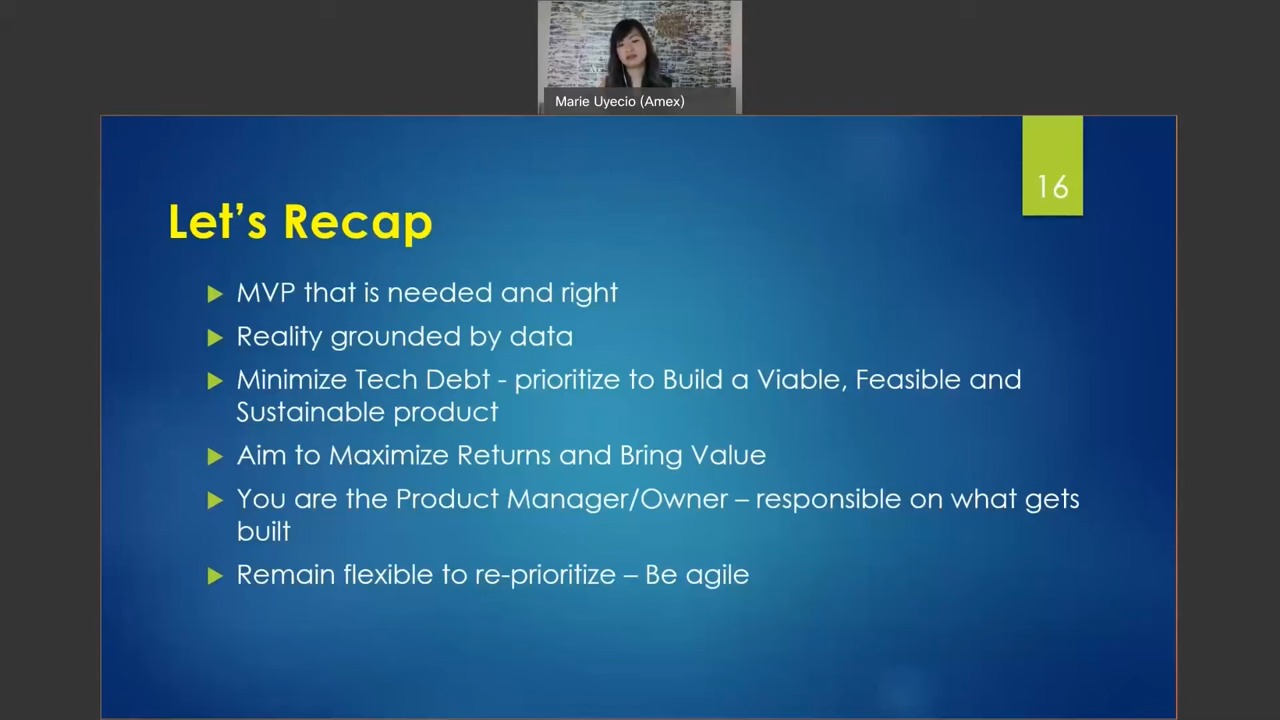 Marie Uyecio (Amex)
16
Let's Recap
MVP that is needed and right
Reality grounded by data
Minimize Tech Debt - prioritize to Build a Viable, Feasible and
Sustainable product
Aim to Maximize Returns and Bring Value
You are the Product Manager/Owner – responsible on what gets
built
Remain flexible to re-prioritize – Be agile